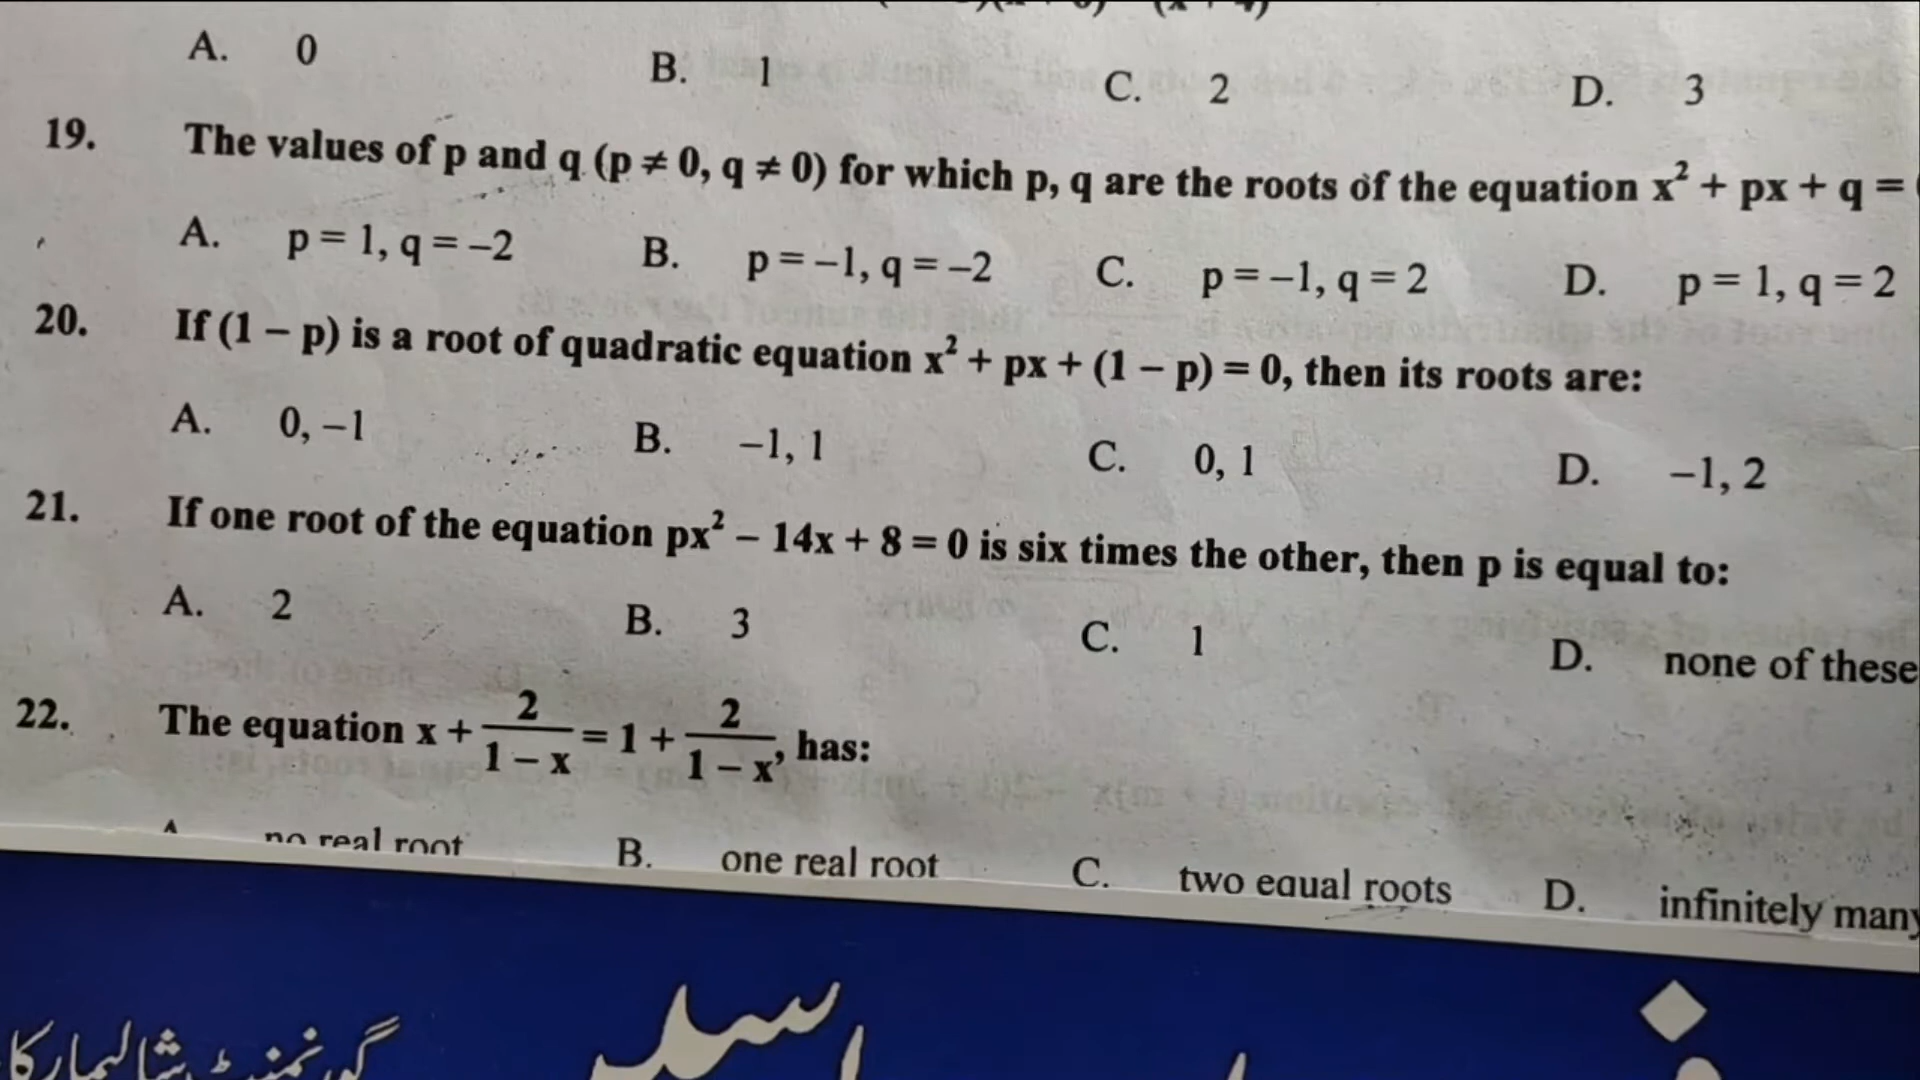 A. 0 B. 1 C. 2 D. 3
19. The values of p and q (p ≠ 0, q ≠ 0) for which p, q are the roots of the equation x² + px + q =
A. p = 1, q = −2 B. p = −1, q = −2 C. p = −1, q = 2 D. p = 1, q = 2
20. If (1 − p) is a root of quadratic equation x² + px + (1 − p) = 0, then its roots are:
A. 0, −1 B. −1, 1 C. 0, 1 D. −1, 2
21. If one root of the equation px² − 14x + 8 = 0 is six times the other, then p is equal to:
A. 2 B. 3 C. 1 D. none of these
22. The equation x + 2/(1 − x) = 1 + 2/(1 − x), has:
no real root B. one real root C. two equal roots D. infinitely many
گورنمنٹ شالیمار کا